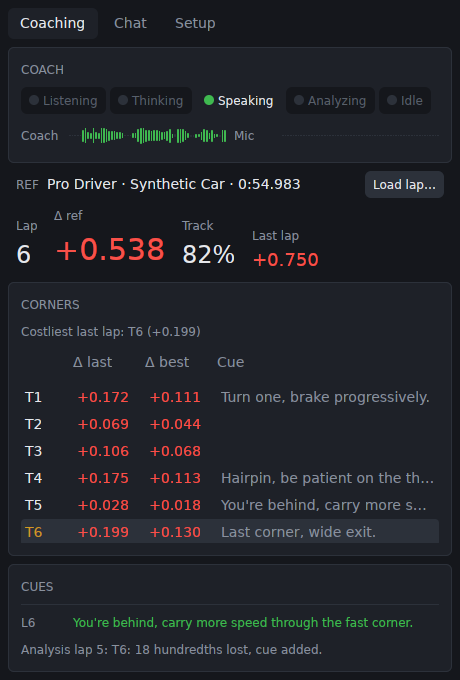 Coaching Chat Setup
COACH
Listening Thinking Speaking Analyzing Idle
Coach Mic
REF Pro Driver · Synthetic Car · 0:54.983 Load lap...
Lap Δ ref Track Last lap
6 +0.538 82% +0.750
CORNERS
Costliest last lap: T6 (+0.199)
Δ last Δ best Cue
T1 +0.172 +0.111 Turn one, brake progressively.
T2 +0.069 +0.044
T3 +0.106 +0.068
T4 +0.175 +0.113 Hairpin, be patient on the th...
T5 +0.028 +0.018 You're behind, carry more s...
T6 +0.199 +0.130 Last corner, wide exit.
CUES
L6 You're behind, carry more speed through the fast corner.
Analysis lap 5: T6: 18 hundredths lost, cue added.